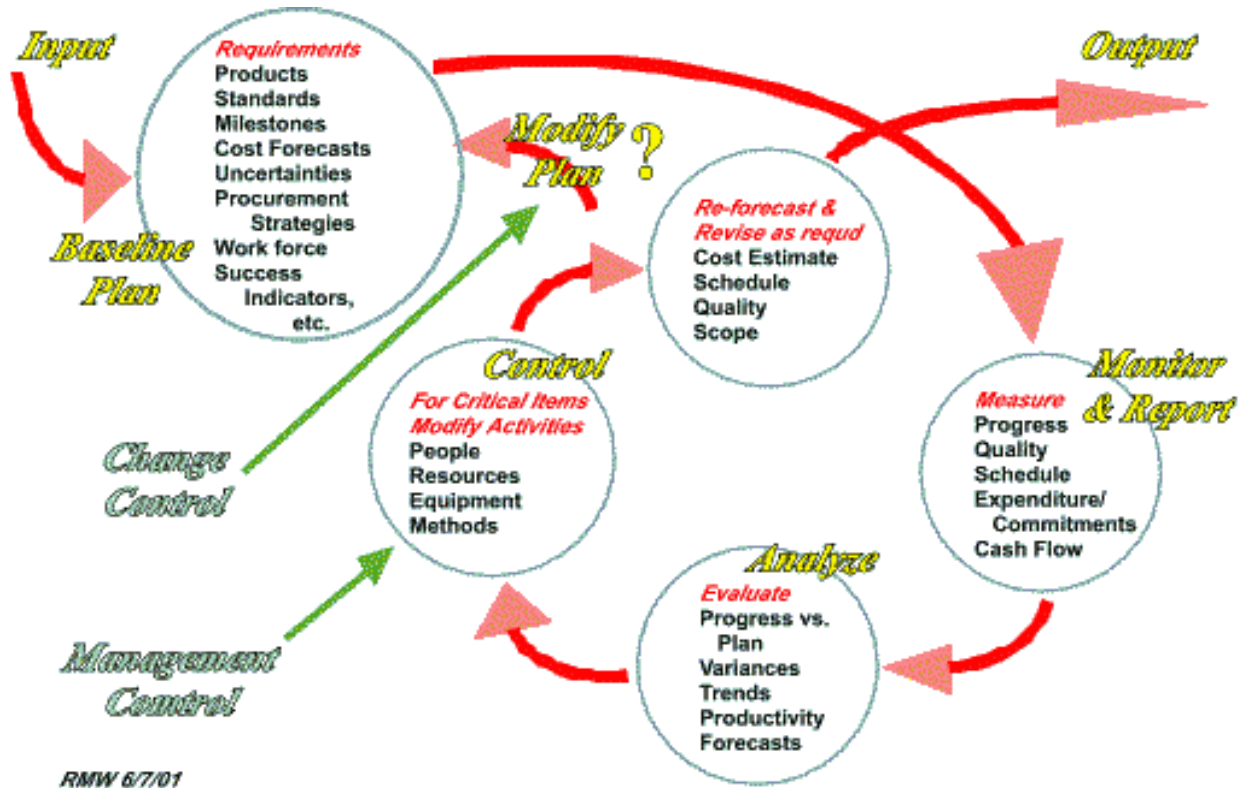 Input
Requirements
Products
Standards
Milestones
Cost Forecasts
Uncertainties
Procurement
Strategies
Work force
Success
Indicators,
etc.
Baseline
Plan
Modify
Plan ?
Output
Re-forecast &
Revise as requd
Cost Estimate
Schedule
Quality
Scope
Monitor
& Report
Measure
Progress
Quality
Schedule
Expenditure/
Commitments
Cash Flow
Analyze
Evaluate
Progress vs.
Plan
Variances
Trends
Productivity
Forecasts
Control
For Critical Items
Modify Activities
People
Resources
Equipment
Methods
Change
Control
Management
Comtrol
RMW 6/7/01